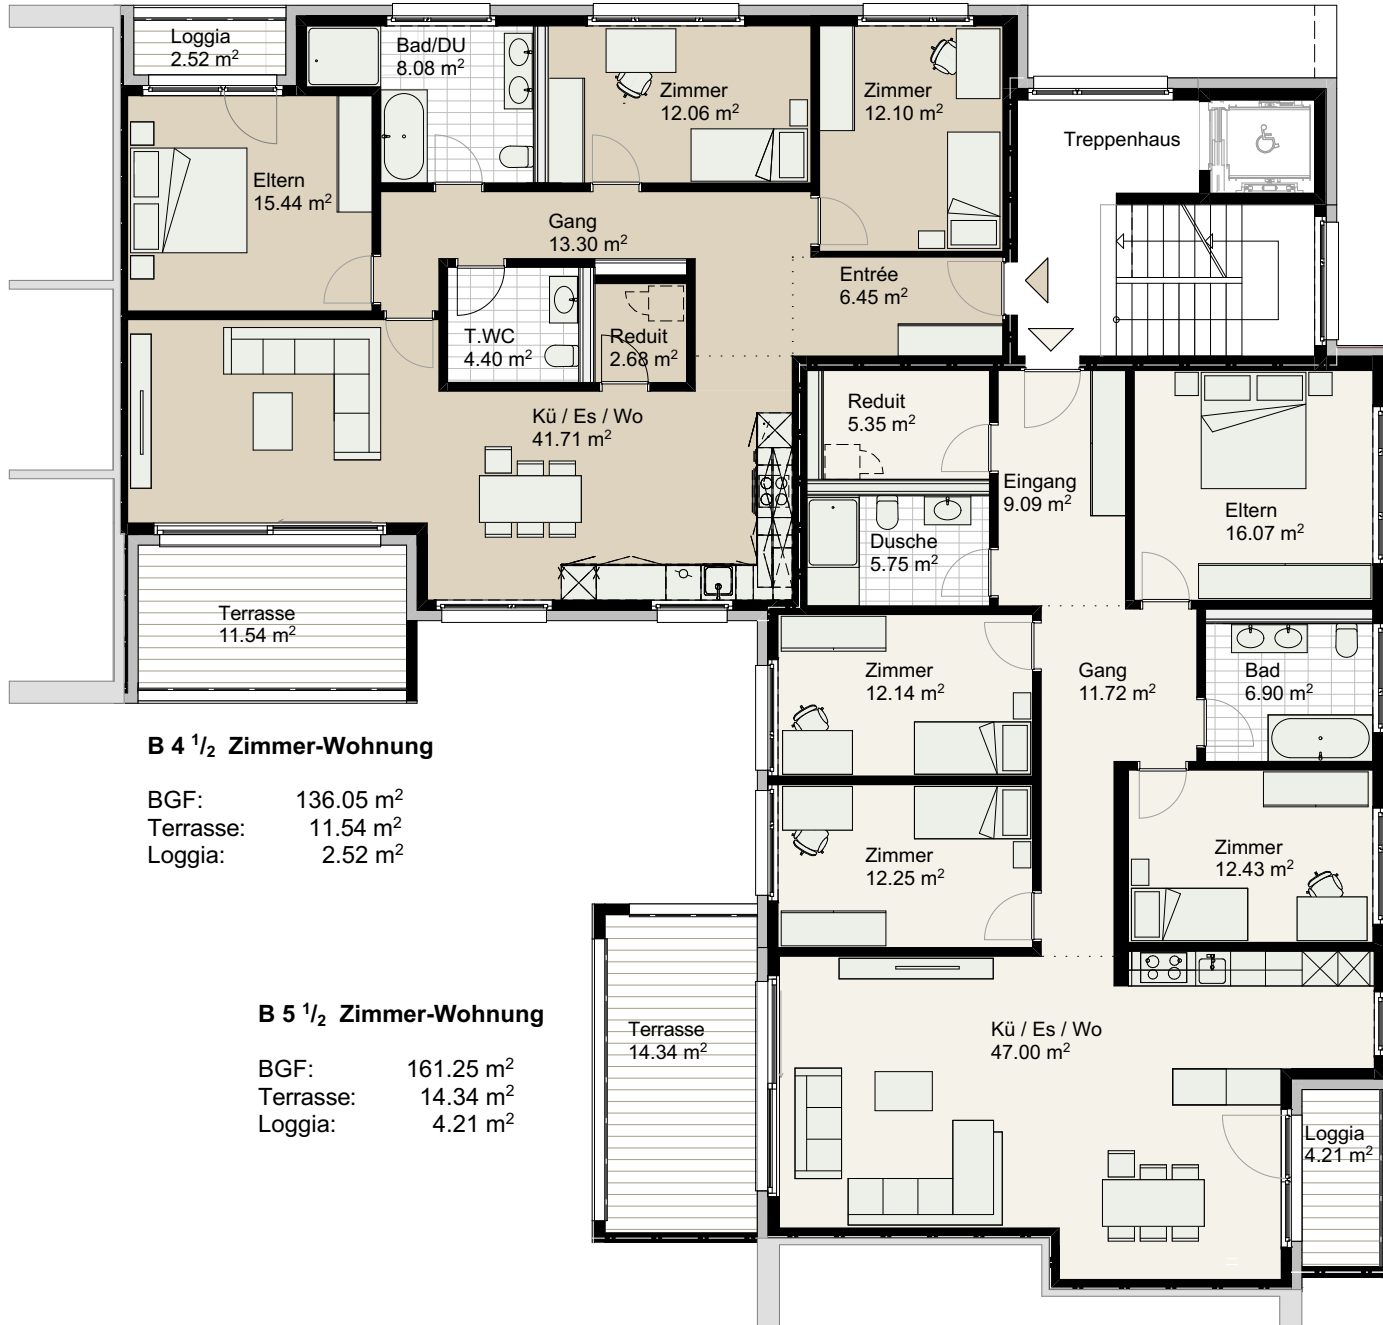 Loggia
2.52 m²
Bad/DU
8.08 m²
Zimmer
12.06 m²
Zimmer
12.10 m²
Treppenhaus
Eltern
15.44 m²
Gang
13.30 m²
Entrée
6.45 m²
T.WC
4.40 m²
Reduit
2.68 m²
Kü / Es / Wo
41.71 m²
Reduit
5.35 m²
Eingang
9.09 m²
Eltern
16.07 m²
Dusche
5.75 m²
Terrasse
11.54 m²
Zimmer
12.14 m²
Gang
11.72 m²
Bad
6.90 m²
B 4 ¹/₂ Zimmer-Wohnung
BGF: 136.05 m²
Terrasse: 11.54 m²
Loggia: 2.52 m²
Zimmer
12.25 m²
Zimmer
12.43 m²
B 5 ¹/₂ Zimmer-Wohnung
BGF: 161.25 m²
Terrasse: 14.34 m²
Loggia: 4.21 m²
Terrasse
14.34 m²
Kü / Es / Wo
47.00 m²
Loggia
4.21 m²